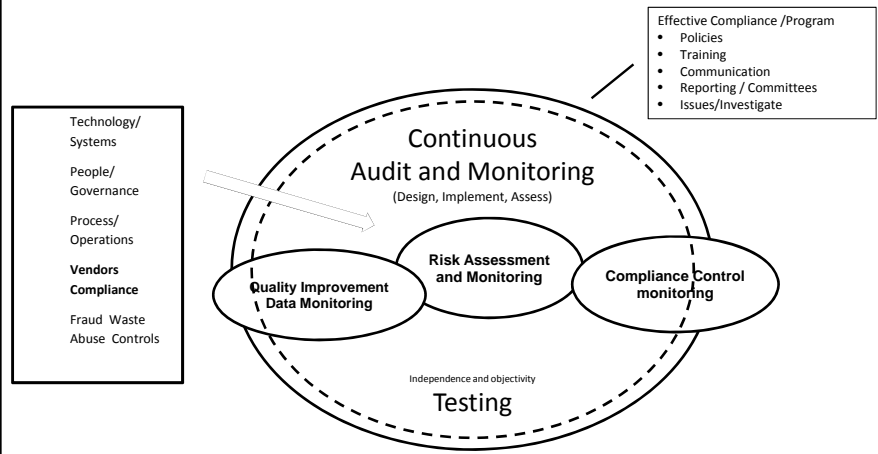 Effective Compliance /Program
• Policies
• Training
• Communication
• Reporting / Committees
• Issues/Investigate
Technology/
Systems
People/
Governance
Process/
Operations
Vendors
Compliance
Fraud Waste
Abuse Controls
Continuous
Audit and Monitoring
(Design, Implement, Assess)
Quality Improvement
Data Monitoring
Risk Assessment
and Monitoring
Compliance Control
monitoring
Independence and objectivity
Testing